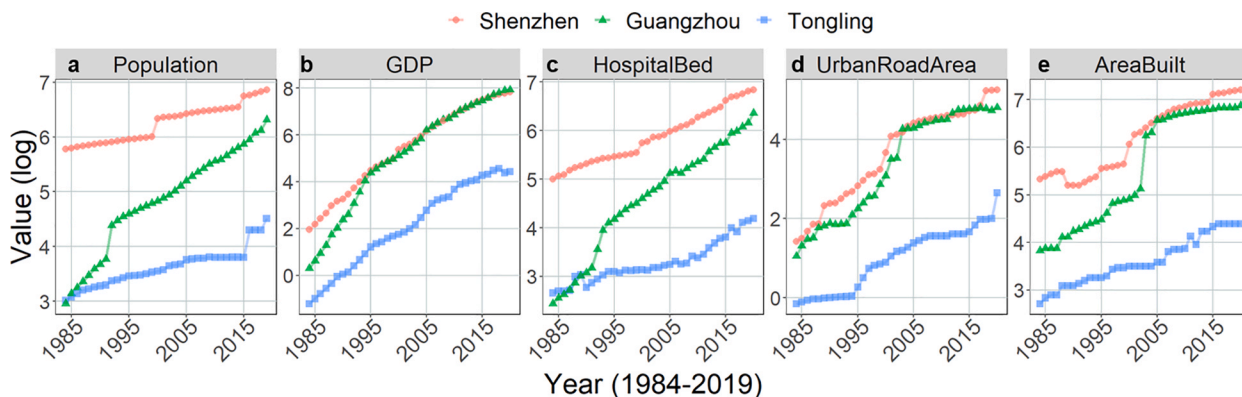 Shenzhen Guangzhou Tongling
a Population
b GDP
c HospitalBed
d UrbanRoadArea
e AreaBuilt
Value (log)
7
6
5
4
3
8
6
4
2
0
7
6
5
4
3
4
2
0
7
6
5
4
3
1985 1995 2005 2015
1985 1995 2005 2015
1985 1995 2005 2015
1985 1995 2005 2015
1985 1995 2005 2015
Year (1984-2019)